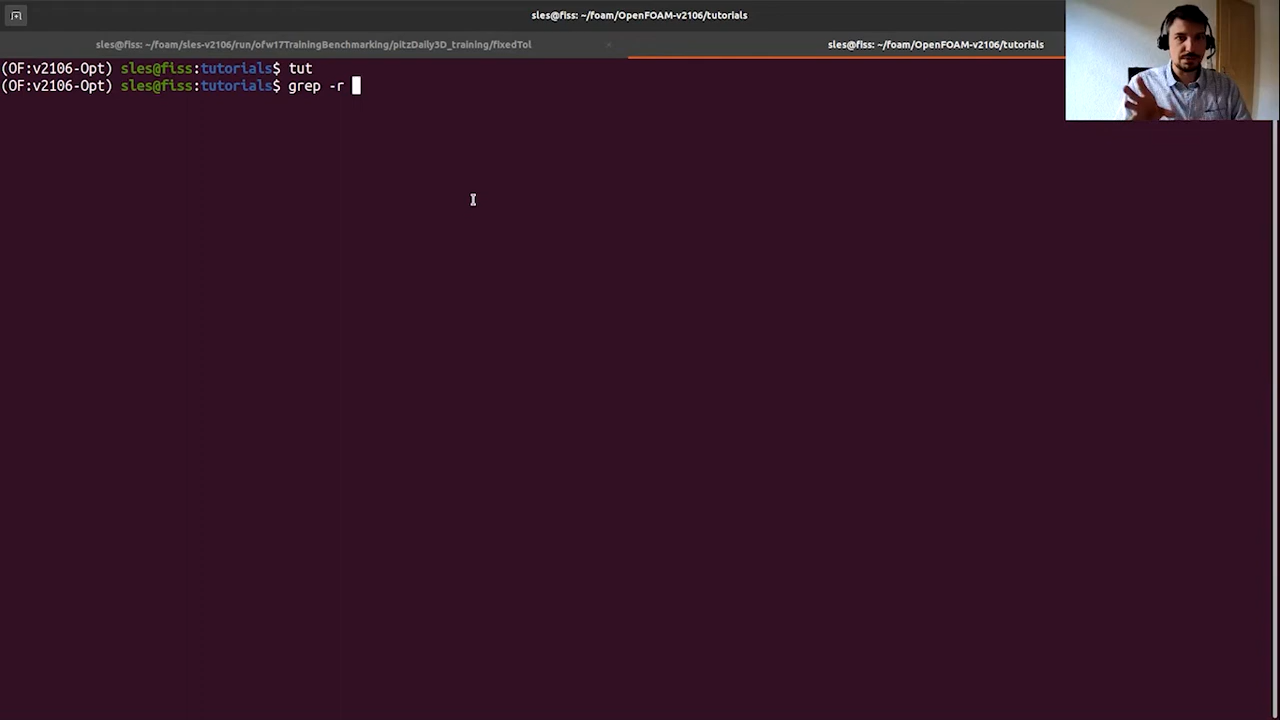 sles@fiss: ~/foam/OpenFOAM-v2106/tutorials
sles@fiss: ~/foam/sles-v2106/run/ofw17TrainingBenchmarking/pitzDaily3D_training/fixedTol
sles@fiss: ~/foam/OpenFOAM-v2106/tutorials
(OF:v2106-Opt) sles@fiss:tutorials$ tut
(OF:v2106-Opt) sles@fiss:tutorials$ grep -r